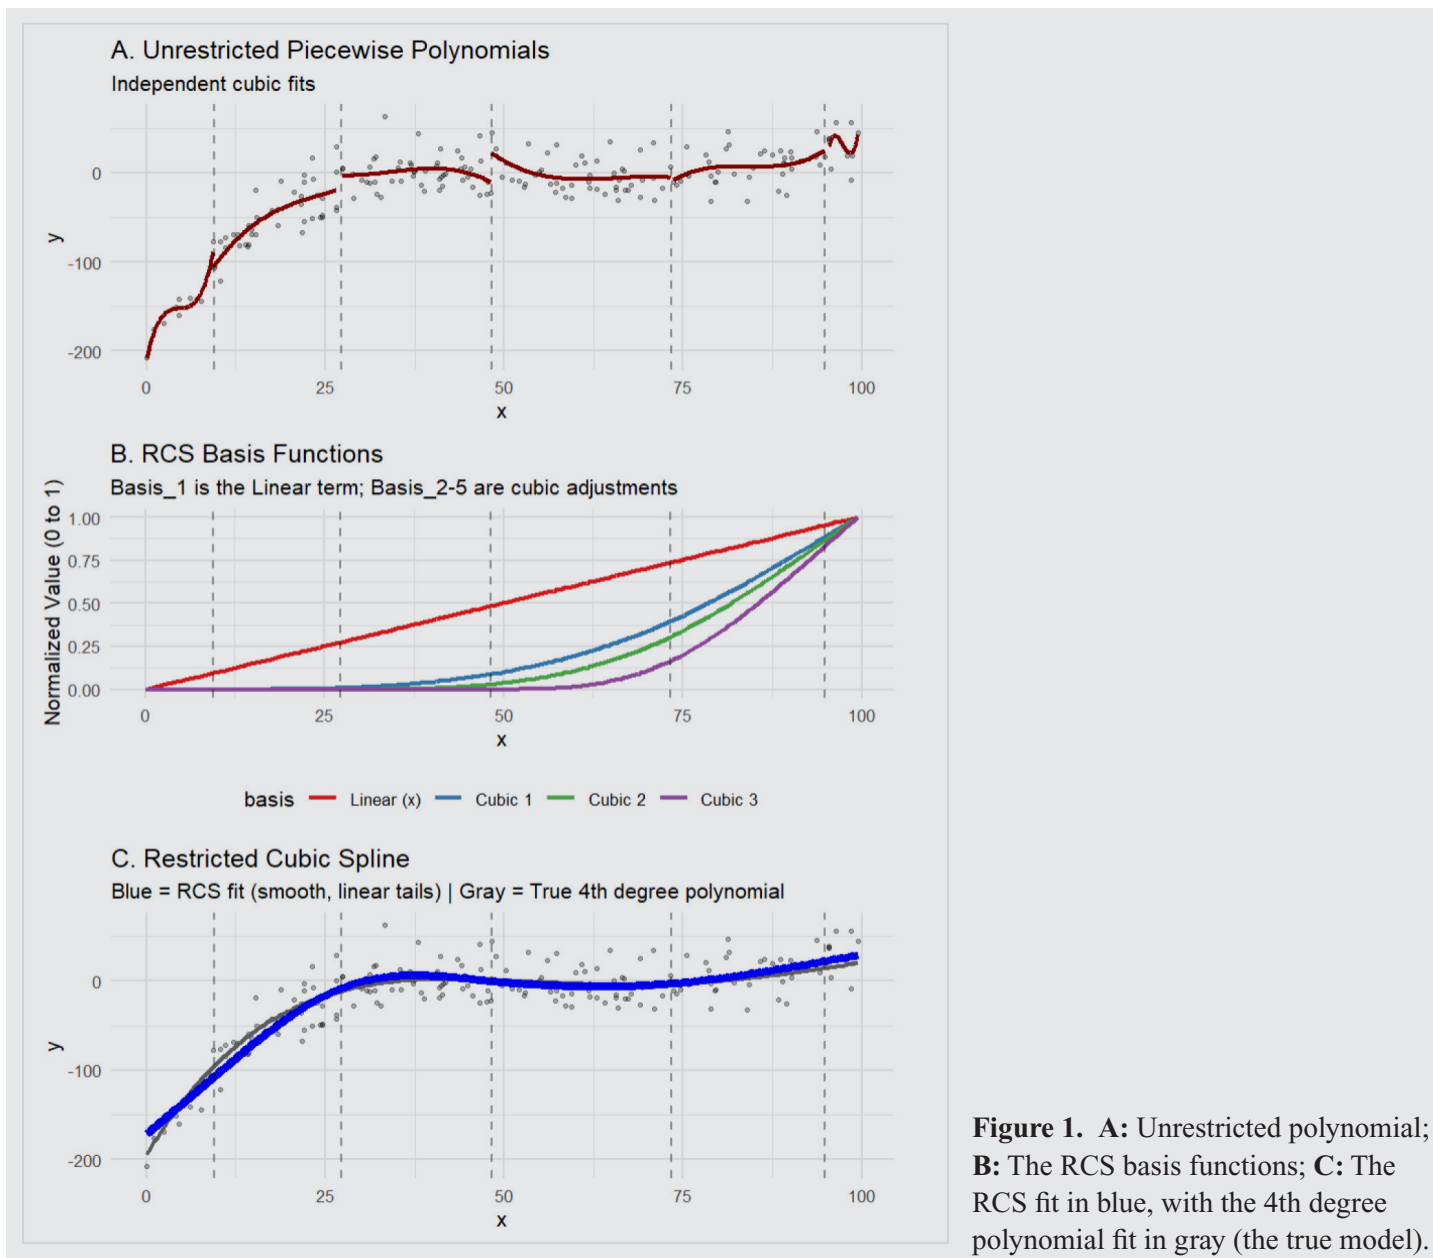 A. Unrestricted Piecewise Polynomials
Independent cubic fits
0
-100
-200
y
0 25 50 75 100
x
B. RCS Basis Functions
Basis_1 is the Linear term; Basis_2-5 are cubic adjustments
Normalized Value (0 to 1)
1.00
0.75
0.50
0.25
0.00
0 25 50 75 100
x
basis Linear (x) Cubic 1 Cubic 2 Cubic 3
C. Restricted Cubic Spline
Blue = RCS fit (smooth, linear tails) | Gray = True 4th degree polynomial
0
-100
-200
y
0 25 50 75 100
x
Figure 1. A: Unrestricted polynomial;
B: The RCS basis functions; C: The
RCS fit in blue, with the 4th degree
polynomial fit in gray (the true model).